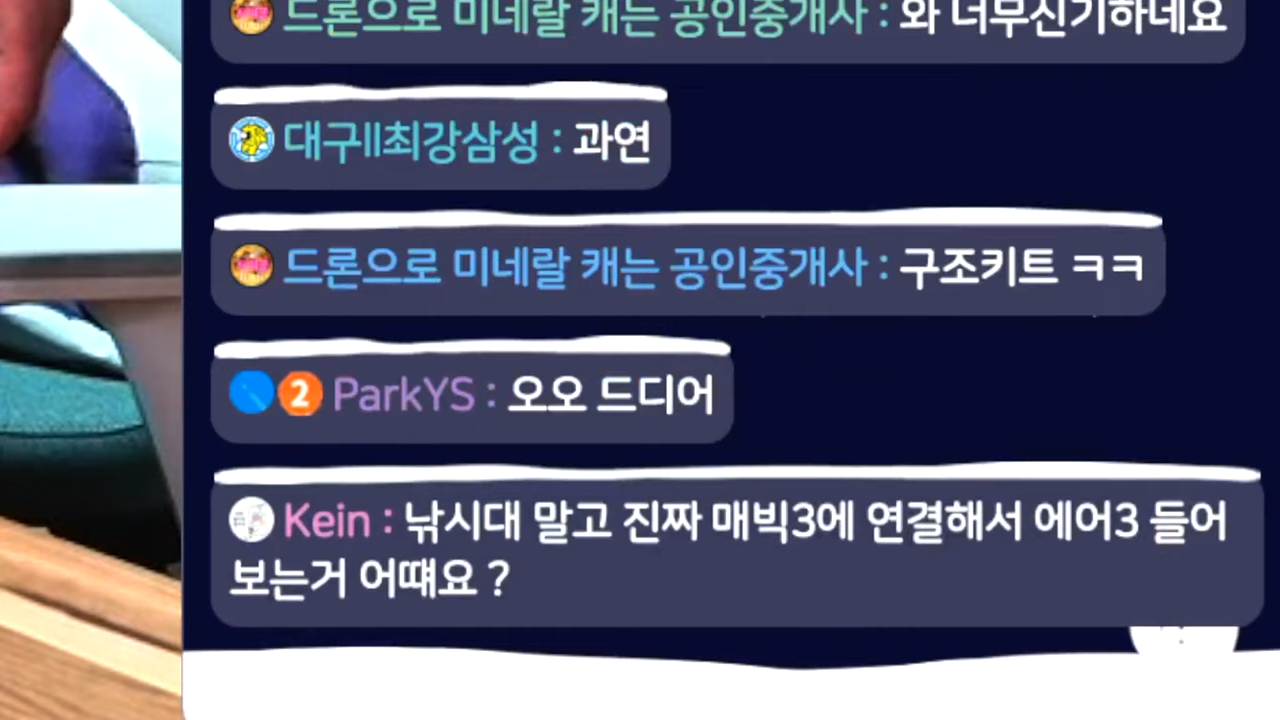 드론으로 미네랄 캐는 공인중개사 : 와 너무신기하네요
대구ll최강삼성 : 과연
드론으로 미네랄 캐는 공인중개사 : 구조키트 ㅋㅋ
2 ParkYS : 오오 드디어
Kein : 낚시대 말고 진짜 매빅3에 연결해서 에어3 들어
보는거 어떄요 ?